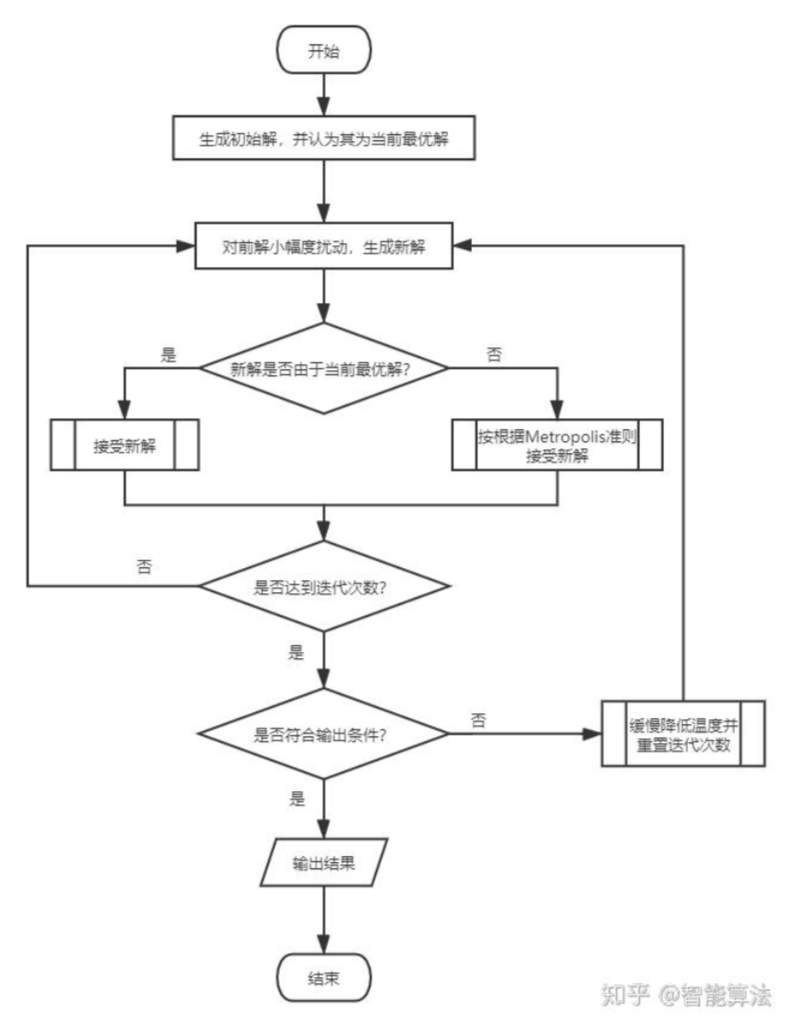 开始
生成初始解，并认为其为当前最优解
对前解小幅度扰动，生成新解
是
新解是否由于当前最优解？
否
接受新解
按根据Metropolis准则
接受新解
否
是否达到迭代次数？
是
是否符合输出条件？
否
缓慢降低温度并
重置迭代次数
是
输出结果
结束
知乎 @智能算法